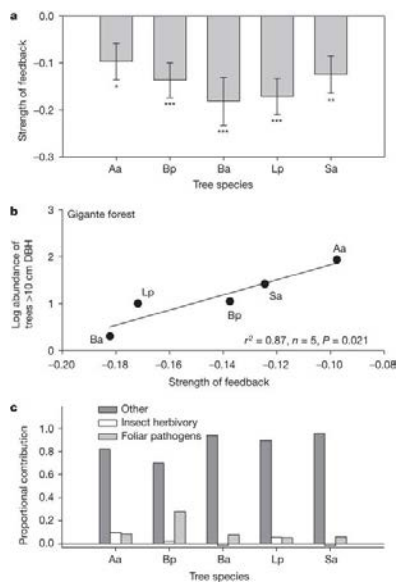 a
0.0
-0.1
-0.2
-0.3
Strength of feedback
*
***
***
***
**
Aa Bp Ba Lp Sa
Tree species
b
Gigante forest
3
2
1
0
Log abundance of
trees >10 cm DBH
Aa
Lp
Sa
Bp
Ba
r² = 0.87, n = 5, P = 0.021
-0.20 -0.18 -0.16 -0.14 -0.12 -0.10 -0.08
Strength of feedback
c
Other
Insect herbivory
Foliar pathogens
1.0
0.8
0.6
0.4
0.2
0.0
Proportional contribution
Aa Bp Ba Lp Sa
Tree species